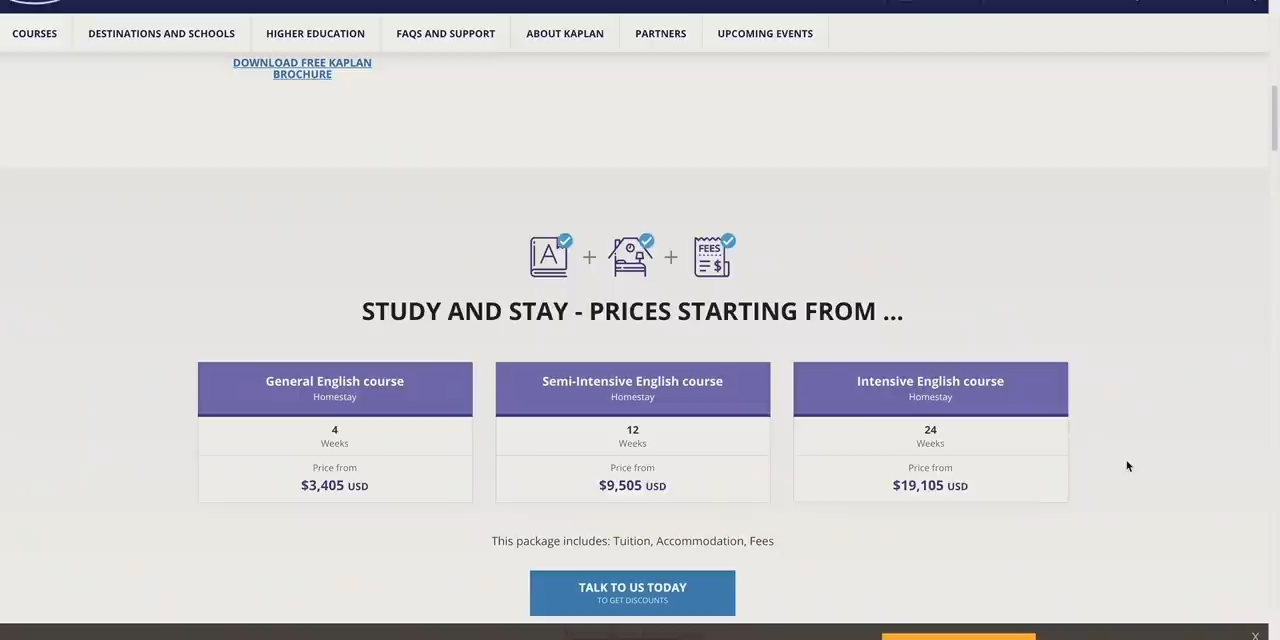 COURSES
DESTINATIONS AND SCHOOLS
HIGHER EDUCATION
FAQS AND SUPPORT
ABOUT KAPLAN
PARTNERS
UPCOMING EVENTS
DOWNLOAD FREE KAPLAN
BROCHURE
A
FEES
$
STUDY AND STAY - PRICES STARTING FROM ...
General English course
Homestay
4
Weeks
Price from
$3,405 USD
Semi-Intensive English course
Homestay
12
Weeks
Price from
$9,505 USD
Intensive English course
Homestay
24
Weeks
Price from
$19,105 USD
This package includes: Tuition, Accommodation, Fees
TALK TO US TODAY
TO GET DISCOUNTS
X